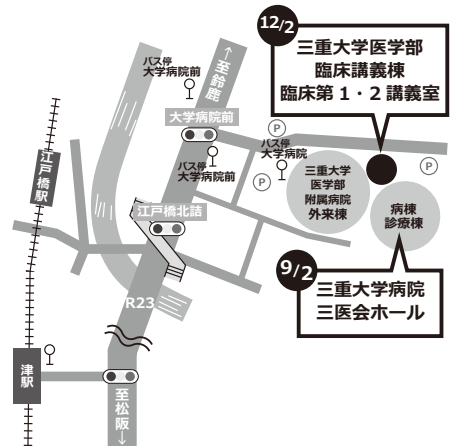 12/2
三重大学医学部
臨床講義棟
臨床第1・2講義室
←至鈴鹿
バス停
大学病院前
大学病院前
P
バス停
大学病院
バス停
大学病院前
P
P
三重大学
医学部
附属病院
外来棟
病棟
診療棟
江戸橋駅
江戸橋北詰
9/2
三重大学病院
三医会ホール
R23
津駅
至松阪→